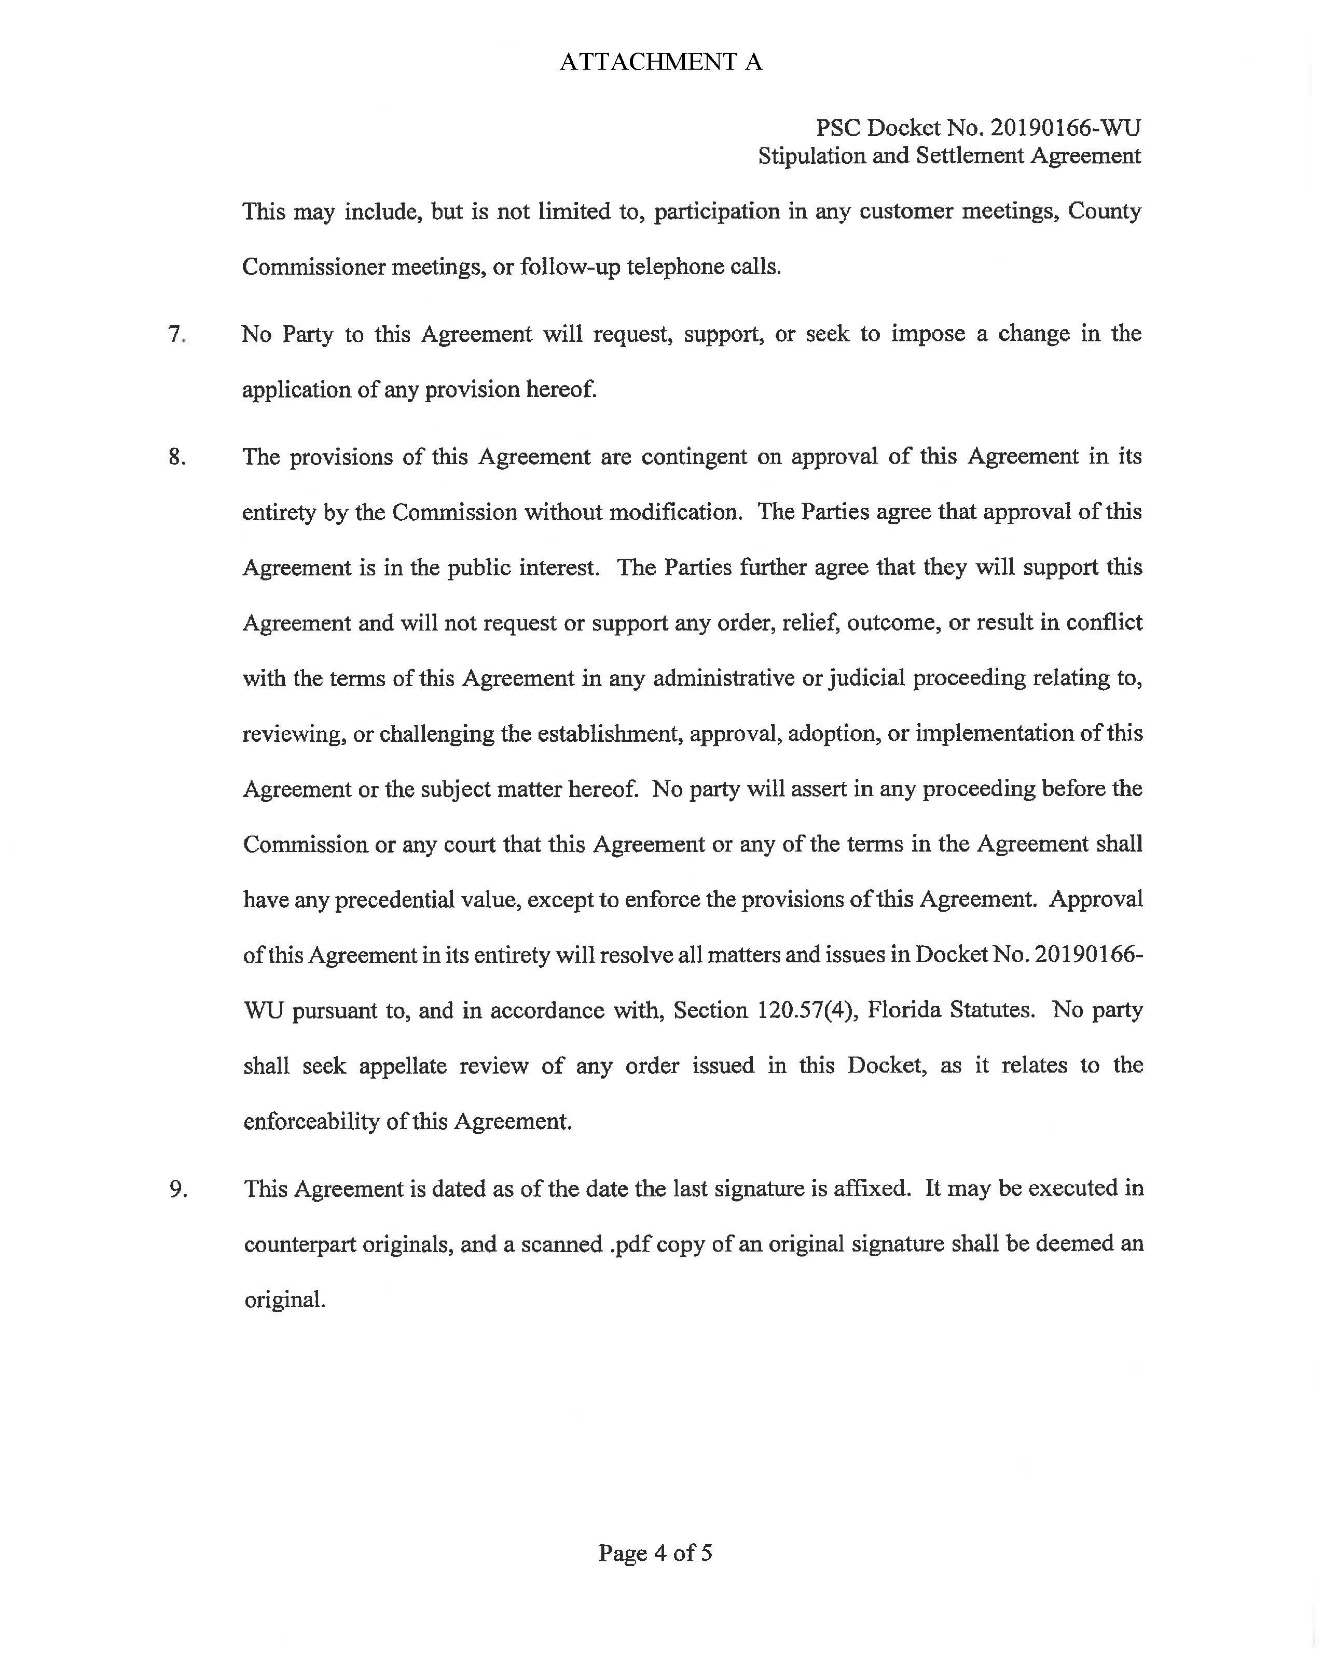 ATTACHMENT A
PSC Docket No. 20190166-WU
Stipulation and Settlement Agreement
This may include, but is not limited to, participation in any customer meetings, County
Commissioner meetings, or follow-up telephone calls.
7. No Party to this Agreement will request, support, or seek to impose a change in the
application of any provision hereof.
8. The provisions of this Agreement are contingent on approval of this Agreement in its
entirety by the Commission without modification. The Parties agree that approval of this
Agreement is in the public interest. The Parties further agree that they will support this
Agreement and will not request or support any order, relief, outcome, or result in conflict
with the terms of this Agreement in any administrative or judicial proceeding relating to,
reviewing, or challenging the establishment, approval, adoption, or implementation of this
Agreement or the subject matter hereof. No party will assert in any proceeding before the
Commission or any court that this Agreement or any of the terms in the Agreement shall
have any precedential value, except to enforce the provisions of this Agreement. Approval
of this Agreement in its entirety will resolve all matters and issues in Docket No. 20190166-
WU pursuant to, and in accordance with, Section 120.57(4), Florida Statutes. No party
shall seek appellate review of any order issued in this Docket, as it relates to the
enforceability of this Agreement.
9. This Agreement is dated as of the date the last signature is affixed. It may be executed in
counterpart originals, and a scanned .pdf copy of an original signature shall be deemed an
original.
Page 4 of 5